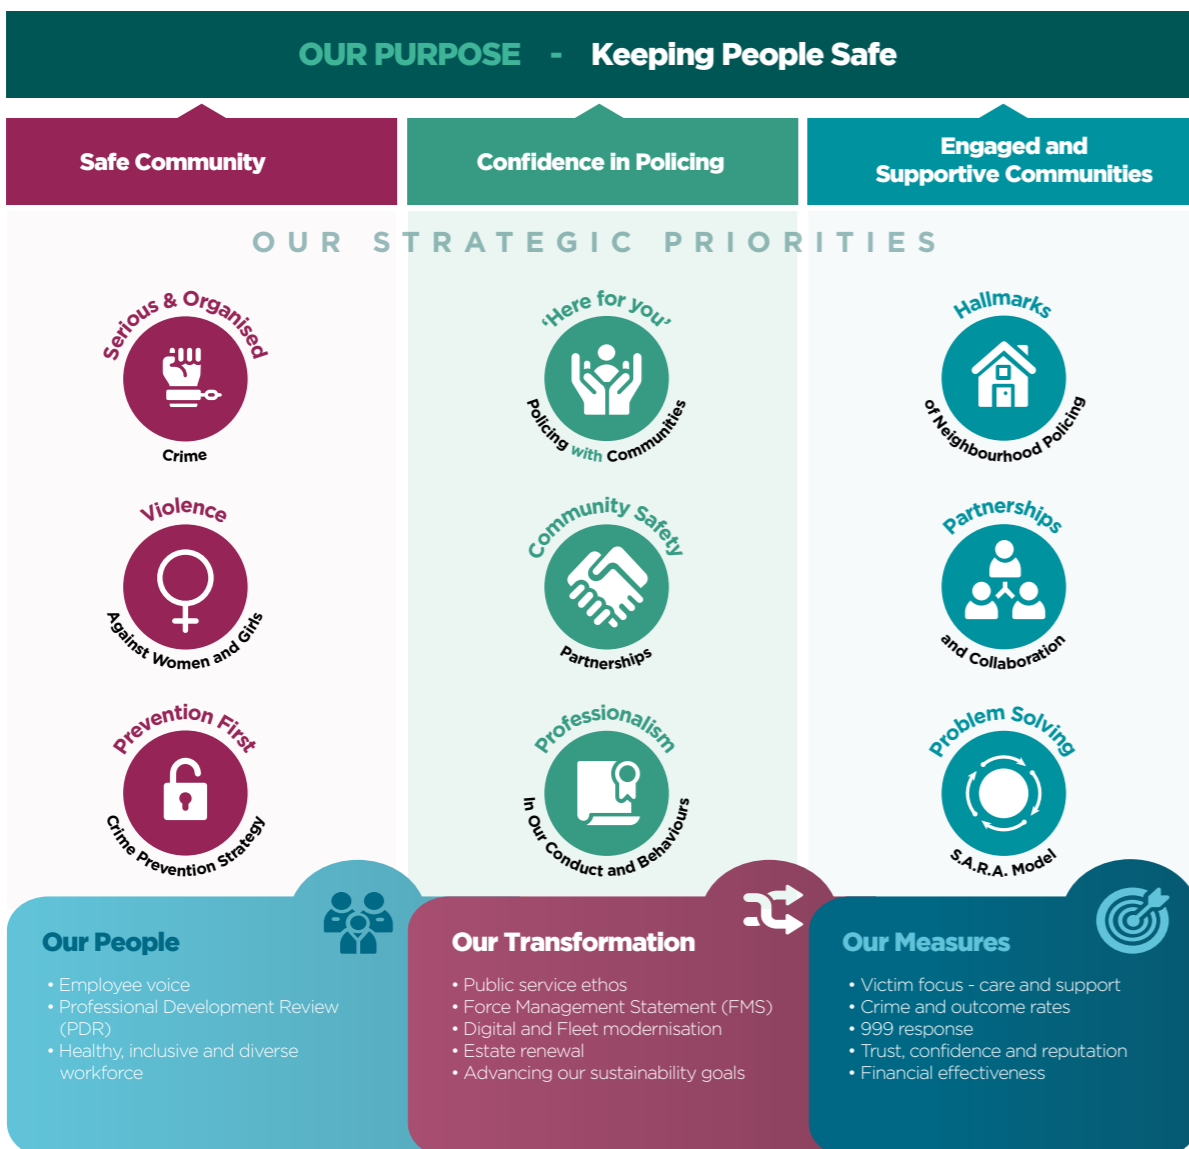 OUR PURPOSE - Keeping People Safe
Safe Community
Confidence in Policing
Engaged and
Supportive Communities
OUR STRATEGIC PRIORITIES
Serious & Organised
Crime
‘Here for you’
Policing with Communities
Hallmarks
of Neighbourhood Policing
Violence
Against Women and Girls
Community Safety
Partnerships
Partnerships
and Collaboration
Prevention First
Crime Prevention Strategy
Professionalism
In Our Conduct and Behaviours
Problem Solving
S.A.R.A. Model
Our People
• Employee voice
• Professional Development Review
(PDR)
• Healthy, inclusive and diverse
workforce
Our Transformation
• Public service ethos
• Force Management Statement (FMS)
• Digital and Fleet modernisation
• Estate renewal
• Advancing our sustainability goals
Our Measures
• Victim focus - care and support
• Crime and outcome rates
• 999 response
• Trust, confidence and reputation
• Financial effectiveness